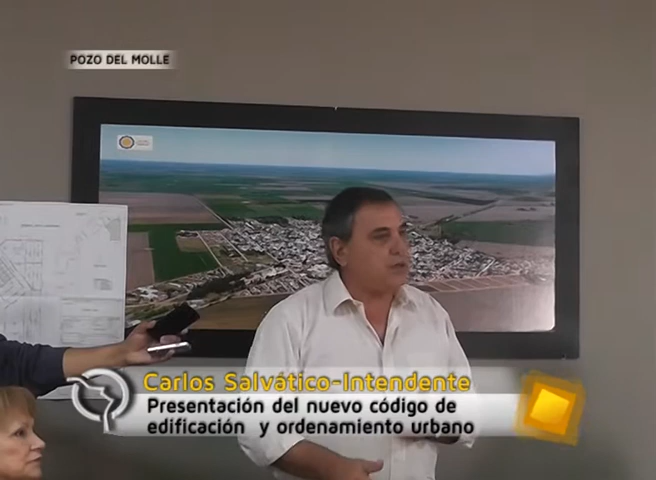 POZO DEL MOLLE
Carlos Salvático-Intendente
Presentación del nuevo código de
edificación y ordenamiento urbano